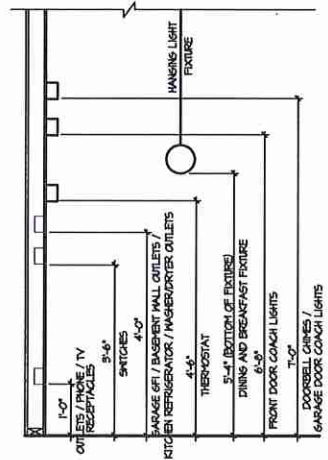 HANGING LIGHT
FIXTURE
1'-0"
OUTLETS / PHONE / TV
RECEPTACLES
3'-6"
SWITCHES
4'-0"
GARAGE GFI / BASEMENT WALL OUTLETS /
KITCHEN REFRIGERATOR / WASHER/DRYER OUTLETS
4'-6"
THERMOSTAT
5'-4" (BOTTOM OF FIXTURE)
DINING AND BREAKFAST FIXTURE
6'-0"
FRONT DOOR COACH LIGHTS
7'-0"
DOORBELL CHIMES /
GARAGE DOOR COACH LIGHTS